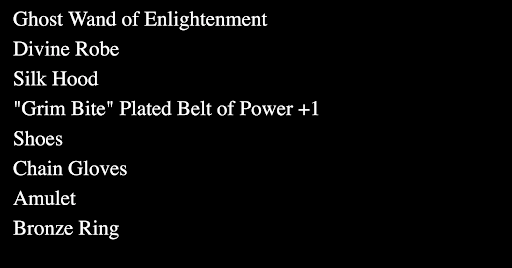 Ghost Wand of Enlightenment
Divine Robe
Silk Hood
"Grim Bite" Plated Belt of Power +1
Shoes
Chain Gloves
Amulet
Bronze Ring